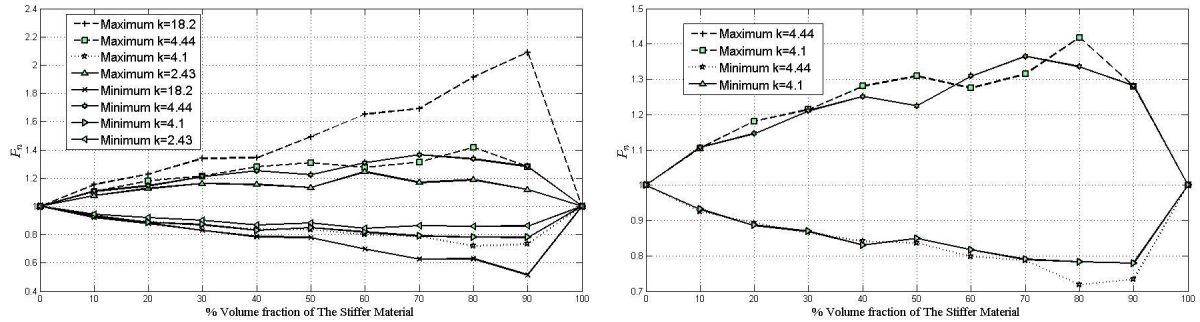 2.2
2
1.8
1.6
1.4
1.2
1
0.8
0.6
0.4
Fn
Maximum k=18.2
Maximum k=4.44
Maximum k=4.1
Maximum k=2.43
Minimum k=18.2
Minimum k=4.44
Minimum k=4.1
Minimum k=2.43
0 10 20 30 40 50 60 70 80 90 100
% Volume fraction of The Stiffer Material
1.5
1.4
1.3
1.2
1.1
1
0.9
0.8
0.7
Fn
Maximum k=4.44
Maximum k=4.1
Minimum k=4.44
Minimum k=4.1
0 10 20 30 40 50 60 70 80 90 100
% Volume fraction of The Stiffer Material